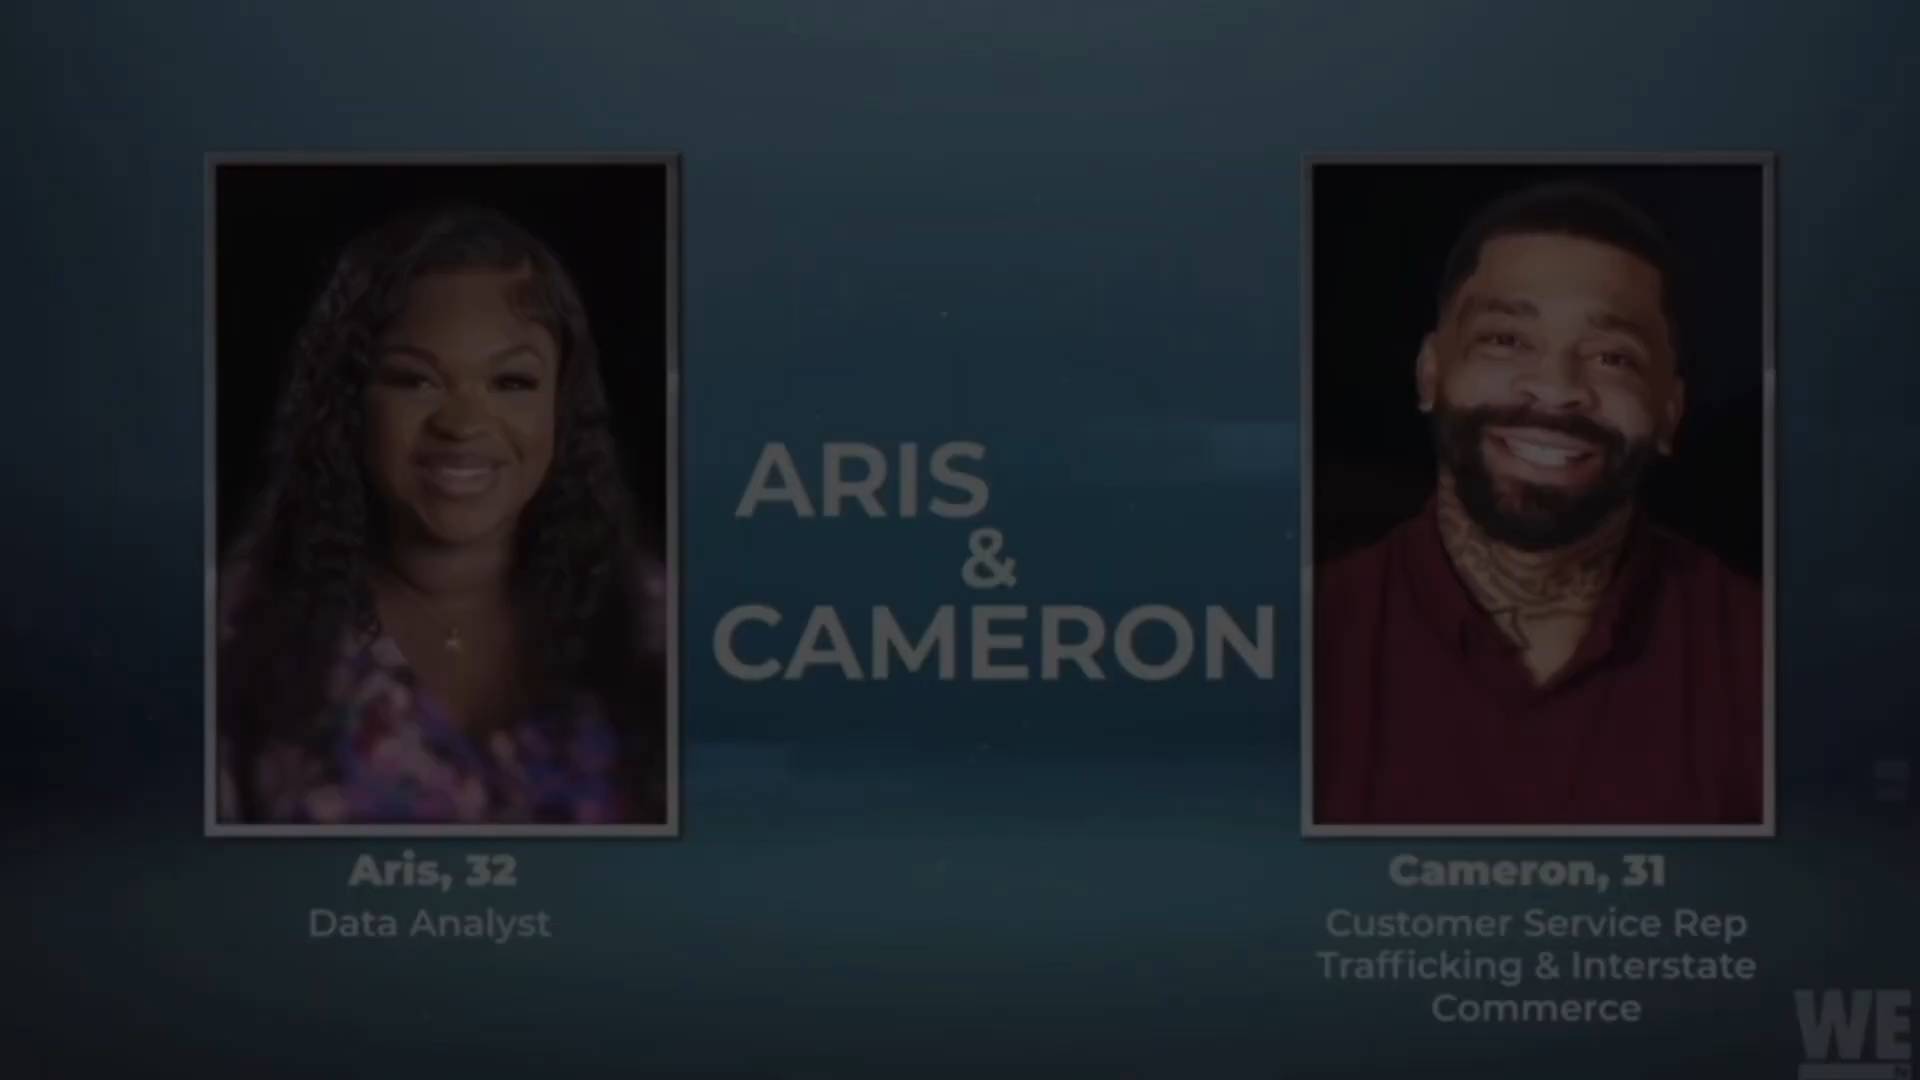 ARIS
&
CAMERON
Aris, 32
Data Analyst
Cameron, 31
Customer Service Rep
Trafficking & Interstate
Commerce
WE